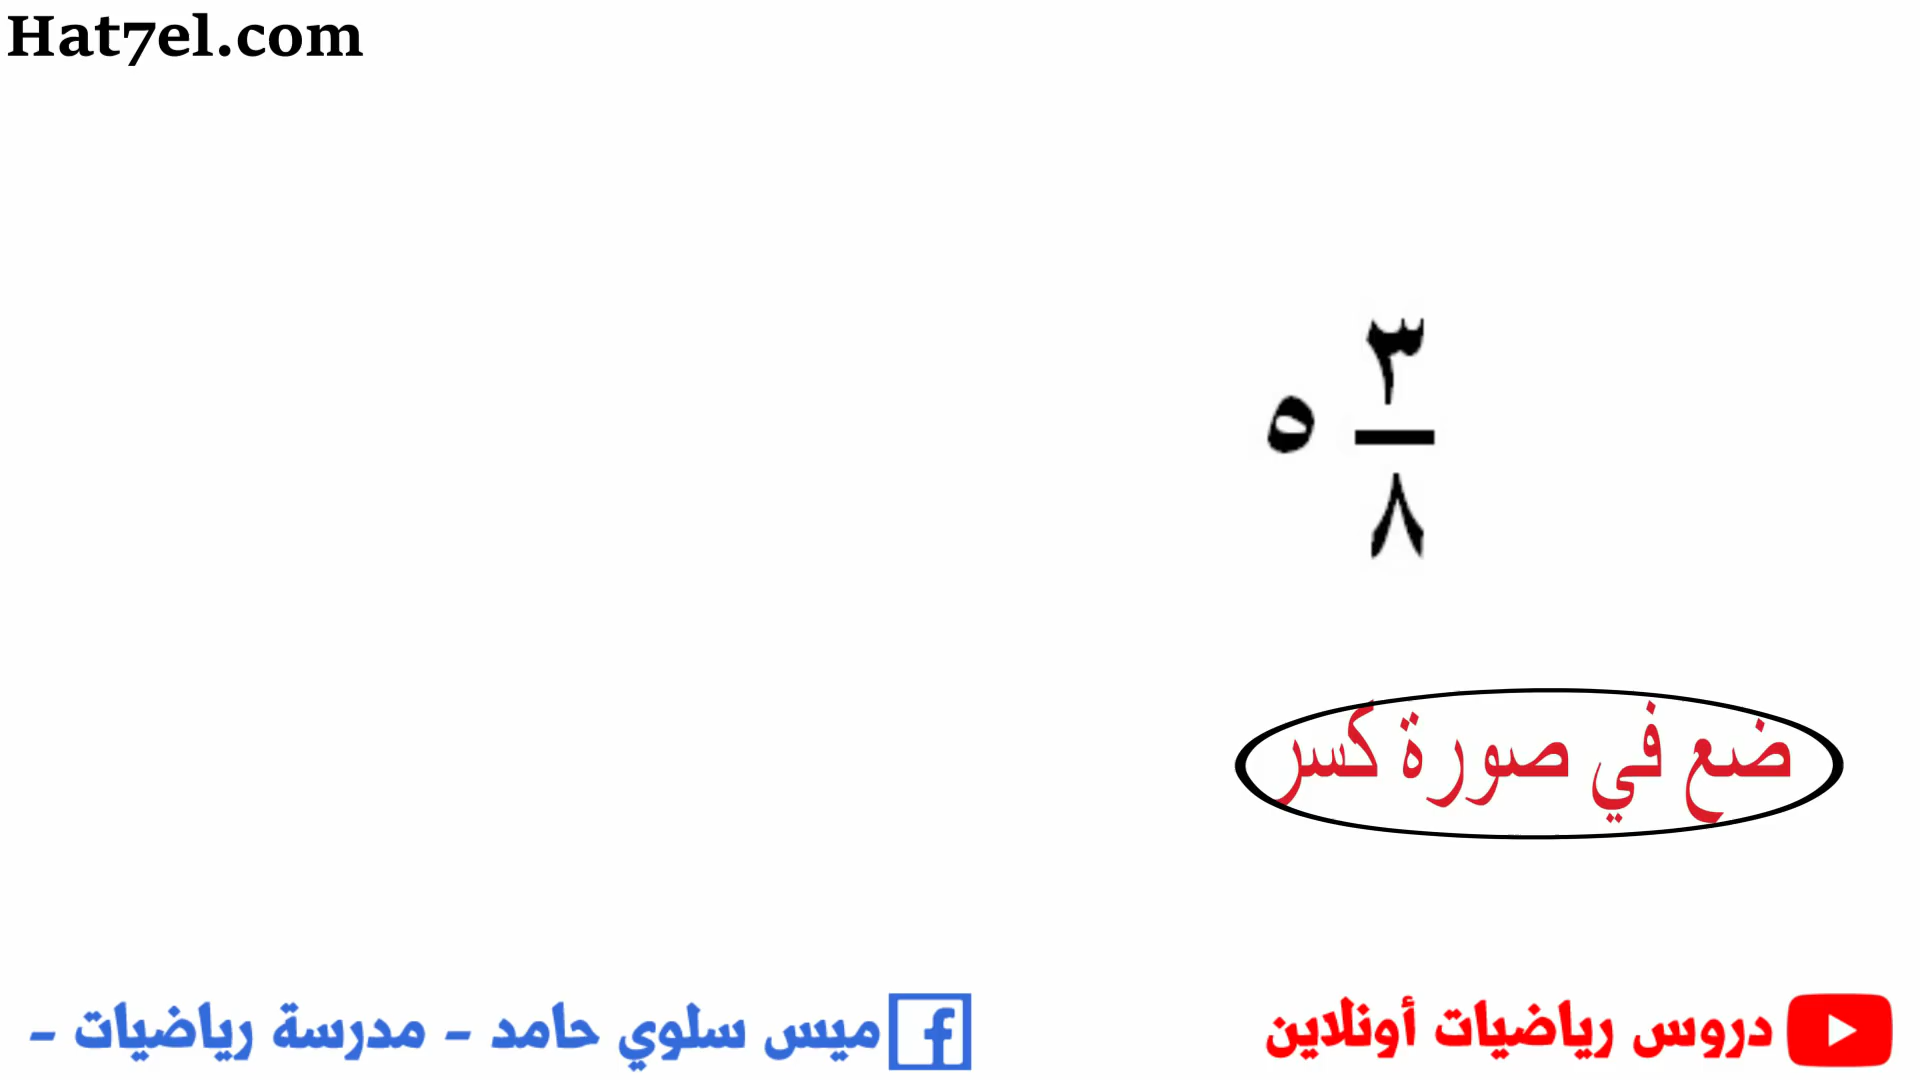 Hat7el.com
٣
٥
٨
ضع في صورة كسر
دروس رياضيات أونلاين
ميس سلوي حامد - مدرسة رياضيات -